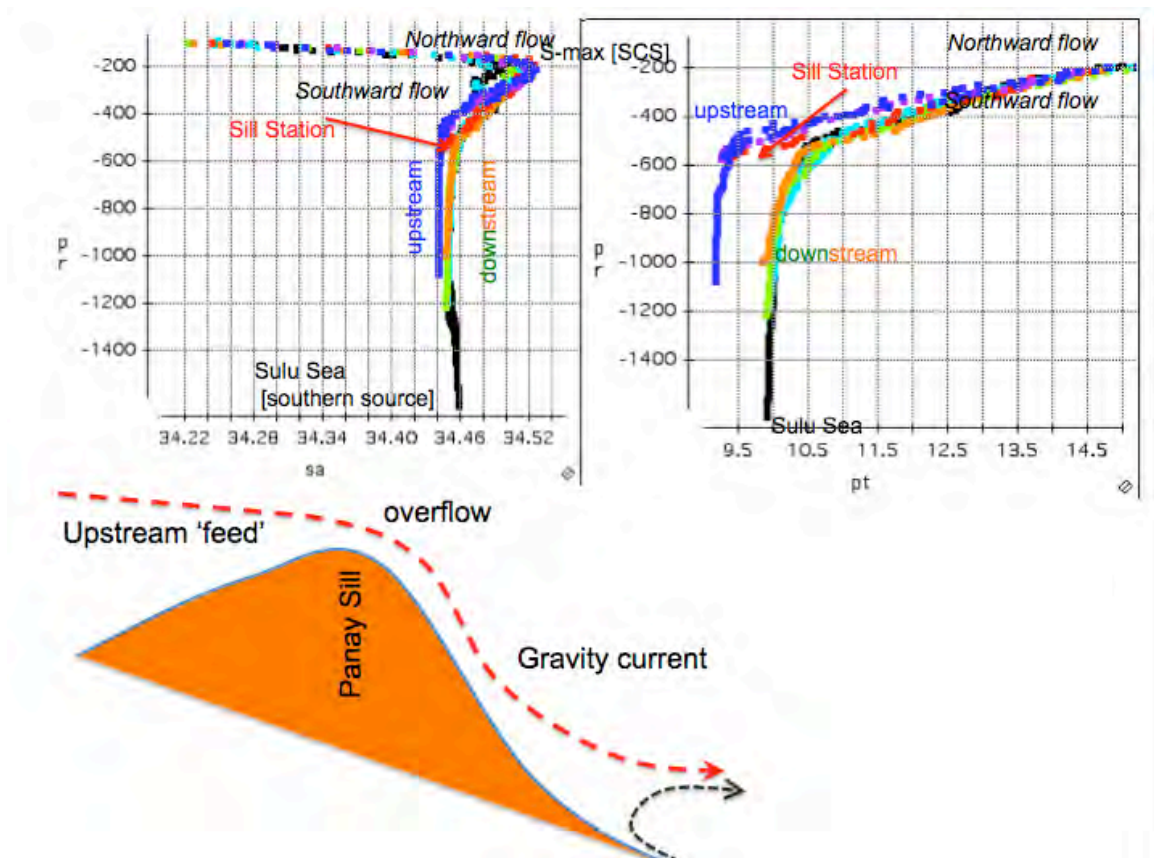 Northward flow
S-max [SCS]
-200
Southward flow
-400
Sill Station
-600
upstream
downstream
-800
pr
-1000
-1200
-1400
Sulu Sea
[southern source]
34.22 34.28 34.34 34.40 34.46 34.52
sa
Northward flow
-200
Sill Station
Southward flow
upstream
-400
-600
-800
pr
downstream
-1000
-1200
-1400
Sulu Sea
9.5 10.5 11.5 12.5 13.5 14.5
pt
overflow
Upstream ‘feed’
Panay Sill
Gravity current